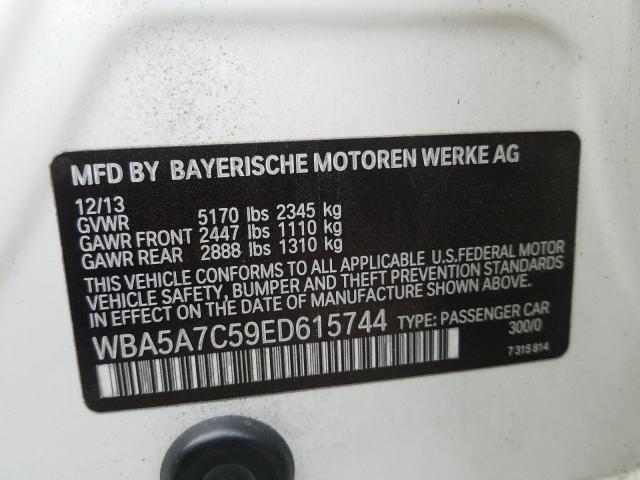 MFD BY BAYERISCHE MOTOREN WERKE AG
12/13
GVWR 5170 lbs 2345 kg
GAWR FRONT 2447 lbs 1110 kg
GAWR REAR 2888 lbs 1310 kg
THIS VEHICLE CONFORMS TO ALL APPLICABLE U.S.FEDERAL MOTOR
VEHICLE SAFETY, BUMPER AND THEFT PREVENTION STANDARDS
IN EFFECT ON THE DATE OF MANUFACTURE SHOWN ABOVE.
WBA5A7C59ED615744 TYPE: PASSENGER CAR
300/0
7 315 814